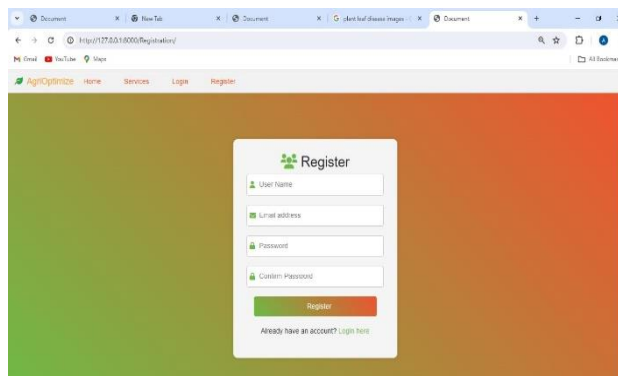 Document
New Tab
Document
plant leaf disease images -
Document
http://127.0.0.1:8000/Registration/
Gmail
YouTube
Maps
All Bookmar
AgriOptimize
Home
Services
Login
Register
Register
User Name
Email address
Password
Confirm Password
Register
Already have an account? Login here